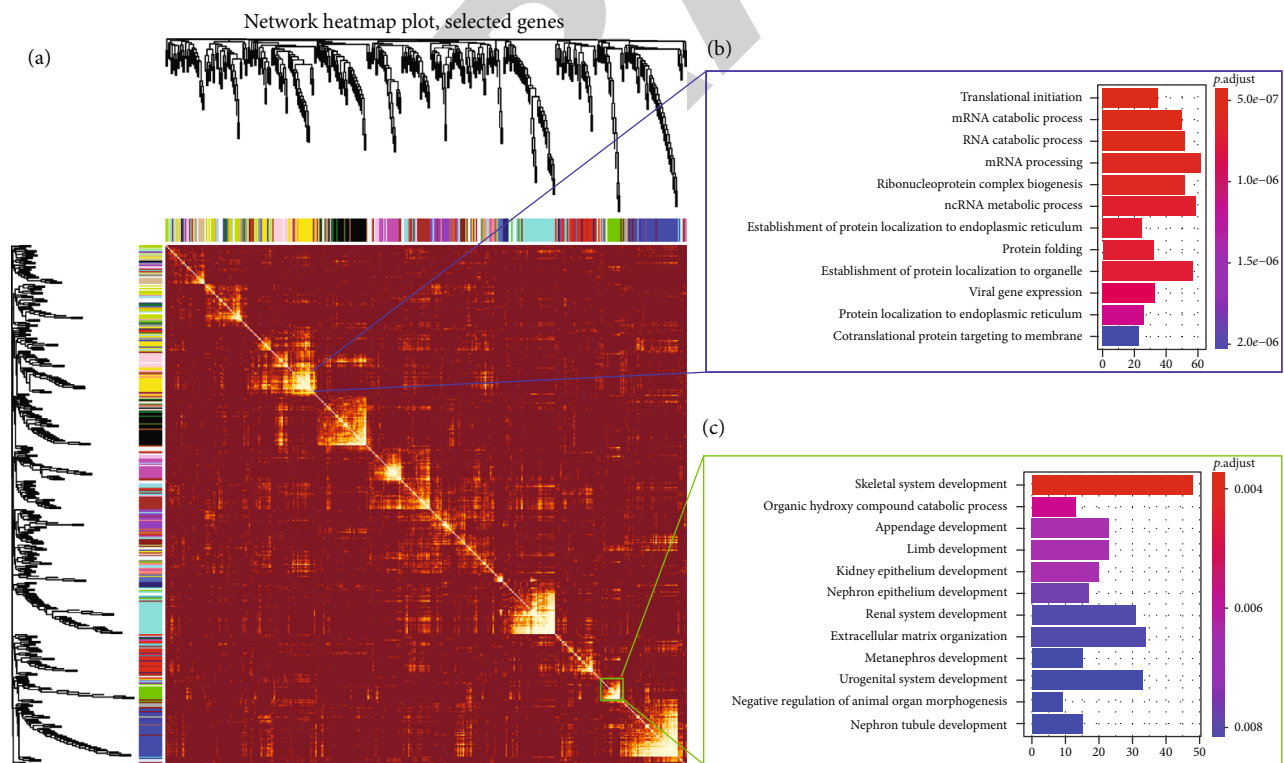 Network heatmap plot, selected genes
(a)
(b)
p.adjust
Translational initiation
mRNA catabolic process
RNA catabolic process
mRNA processing
Ribonucleoprotein complex biogenesis
ncRNA metabolic process
Establishment of protein localization to endoplasmic reticulum
Protein folding
Establishment of protein localization to organelle
Viral gene expression
Protein localization to endoplasmic reticulum
Cotranslational protein targeting to membrane
0 20 40 60
5.0e−07
1.0e−06
1.5e−06
2.0e−06
(c)
p.adjust
Skeletal system development
Organic hydroxy compound catabolic process
Appendage development
Limb development
Kidney epithelium development
Nephron epithelium development
Renal system development
Extracellular matrix organization
Metanephros development
Urogenital system development
Negative regulation of animal organ morphogenesis
Nephron tubule development
0 10 20 30 40 50
0.004
0.006
0.008